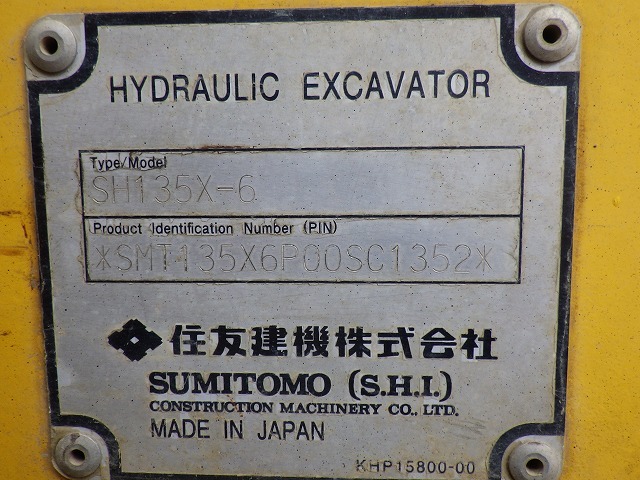 HYDRAULIC EXCAVATOR
Type/Model
SH135X-6
Product Identification Number (PIN)
*SMT135X6P00SC1352*
住友建機株式会社
SUMITOMO (S.H.I.)
CONSTRUCTION MACHINERY CO., LTD.
MADE IN JAPAN
KHP15800-00